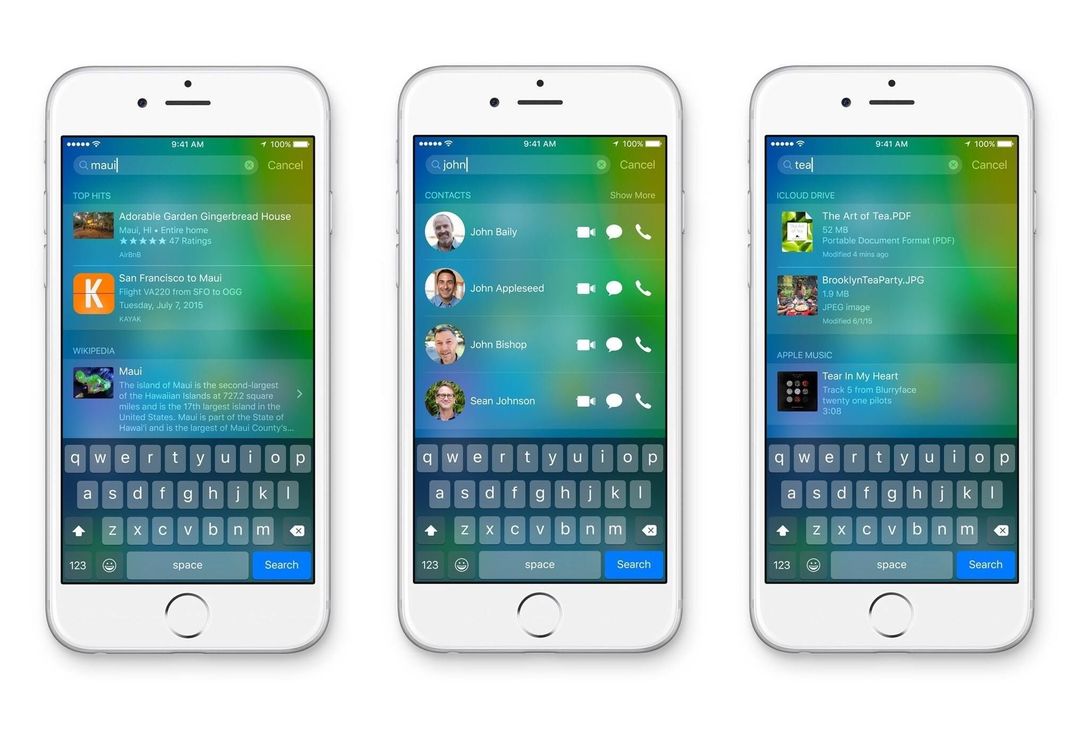 9:41 AM 100%
maui Cancel
TOP HITS
Adorable Garden Gingerbread House
Maui, HI • Entire home
★★★★★ 47 Ratings
AirBnB
K
San Francisco to Maui
Flight VA220 from SFO to OGG
Tuesday, July 7, 2015
KAYAK
WIKIPEDIA
Maui
The island of Maui is the second-largest
of the Hawaiian Islands at 727.2 square
miles and is the 17th largest island in the
United States. Maui is part of the State of
Hawai'i and is the largest of Maui County's...
q w e r t y u i o p
a s d f g h j k l
z x c v b n m
123 space Search
9:41 AM 100%
john Cancel
CONTACTS Show More
John Baily
John Appleseed
John Bishop
Sean Johnson
q w e r t y u i o p
a s d f g h j k l
z x c v b n m
123 space Search
9:41 AM 100%
tea Cancel
ICLOUD DRIVE
The Art of Tea.PDF
52 MB
Portable Document Format (PDF)
Modified 4 mins ago
BrooklynTeaParty.JPG
1.9 MB
JPEG image
Modified 6/1/15
APPLE MUSIC
Tear In My Heart
Track 5 from Blurryface
twenty one pilots
3:08
q w e r t y u i o p
a s d f g h j k l
z x c v b n m
123 space Search